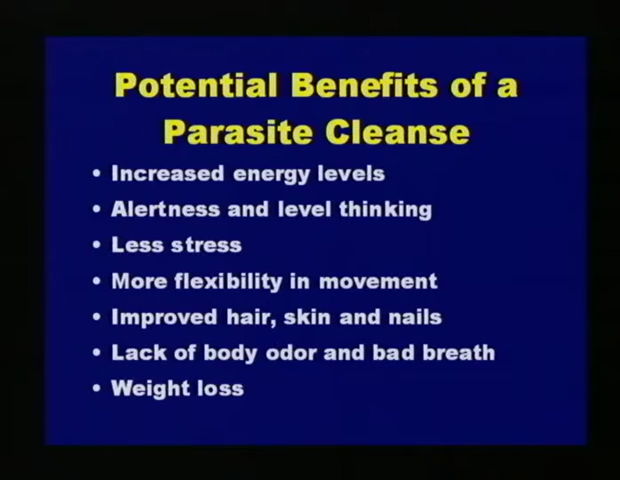 Potential Benefits of a
Parasite Cleanse
• Increased energy levels
• Alertness and level thinking
• Less stress
• More flexibility in movement
• Improved hair, skin and nails
• Lack of body odor and bad breath
• Weight loss